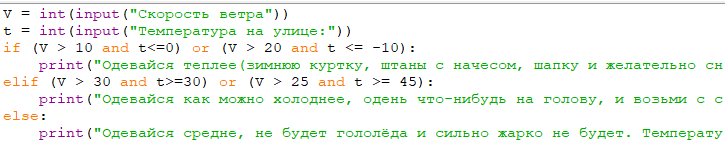 V = int(input("Скорость ветра"))
t = int(input("Температура на улице:"))
if (V > 10 and t<=0) or (V > 20 and t <= -10):
    print("Одевайся теплее(зимнюю куртку, штаны с начесом, шапку и желательно сн
elif (V > 30 and t>=30) or (V > 25 and t >= 45):
    print("Одевайся как можно холоднее, одень что-нибудь на голову, и возьми с с
else:
    print("Одевайся средне, не будет гололёда и сильно жарко не будет. Температу